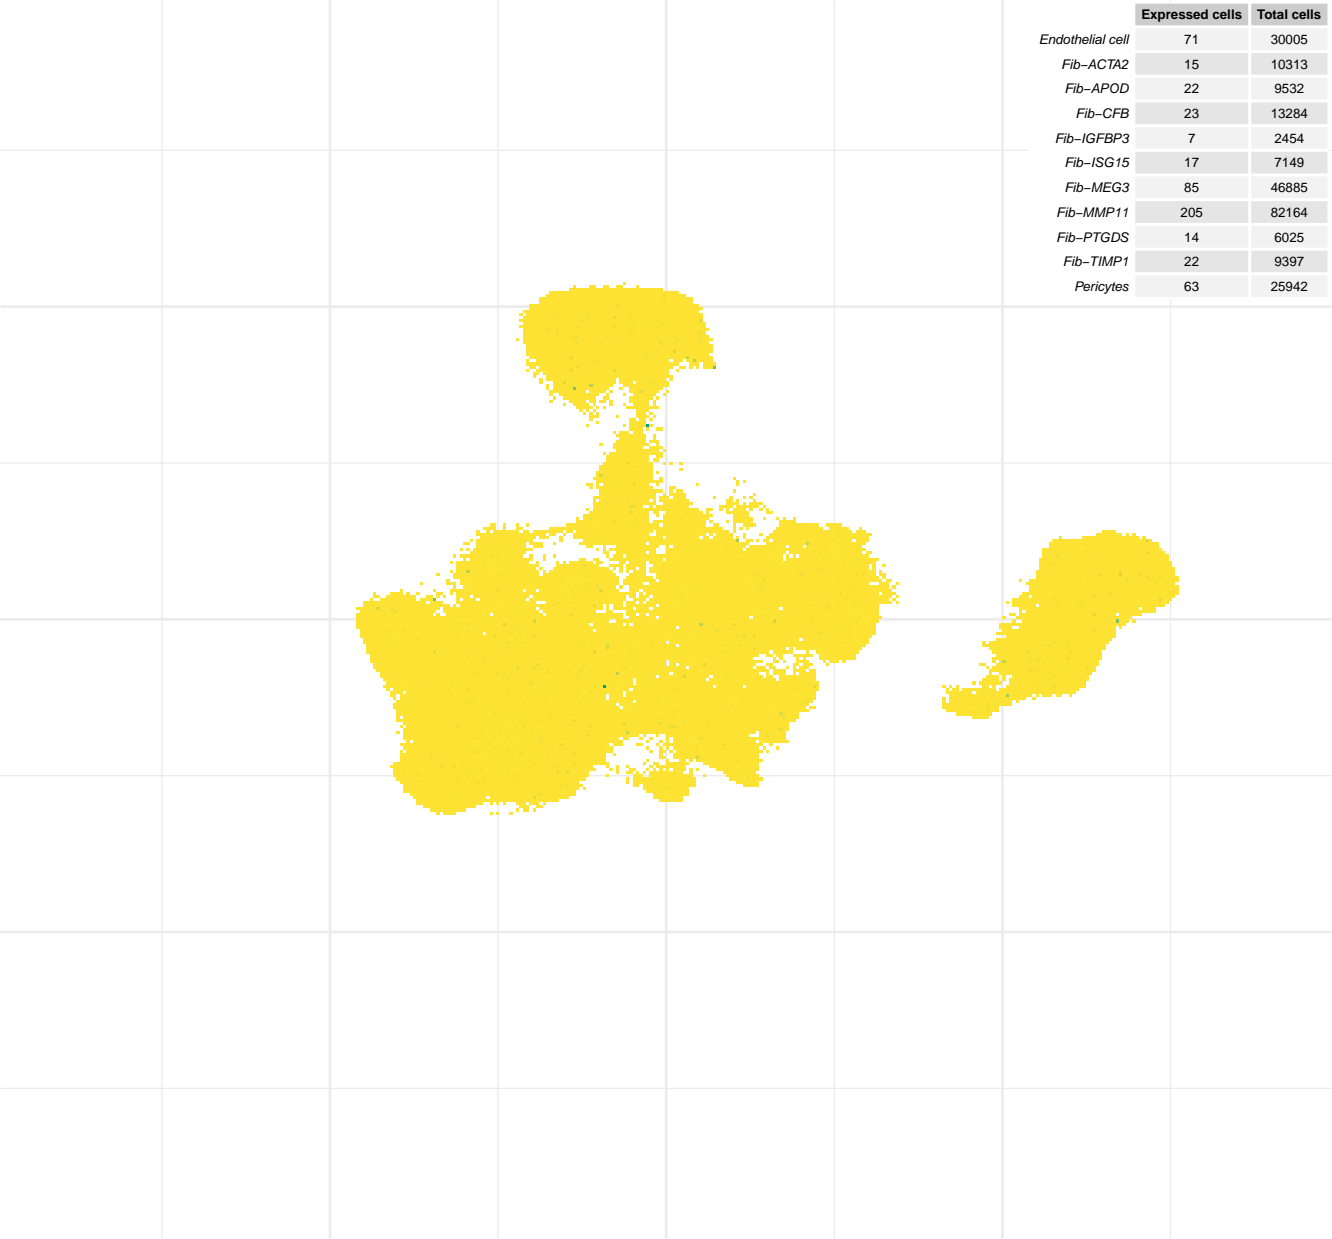 Expressed cells Total cells
Endothelial cell 71 30005
Fib−ACTA2 15 10313
Fib−APOD 22 9532
Fib−CFB 23 13284
Fib−IGFBP3 7 2454
Fib−ISG15 17 7149
Fib−MEG3 85 46885
Fib−MMP11 205 82164
Fib−PTGDS 14 6025
Fib−TIMP1 22 9397
Pericytes 63 25942